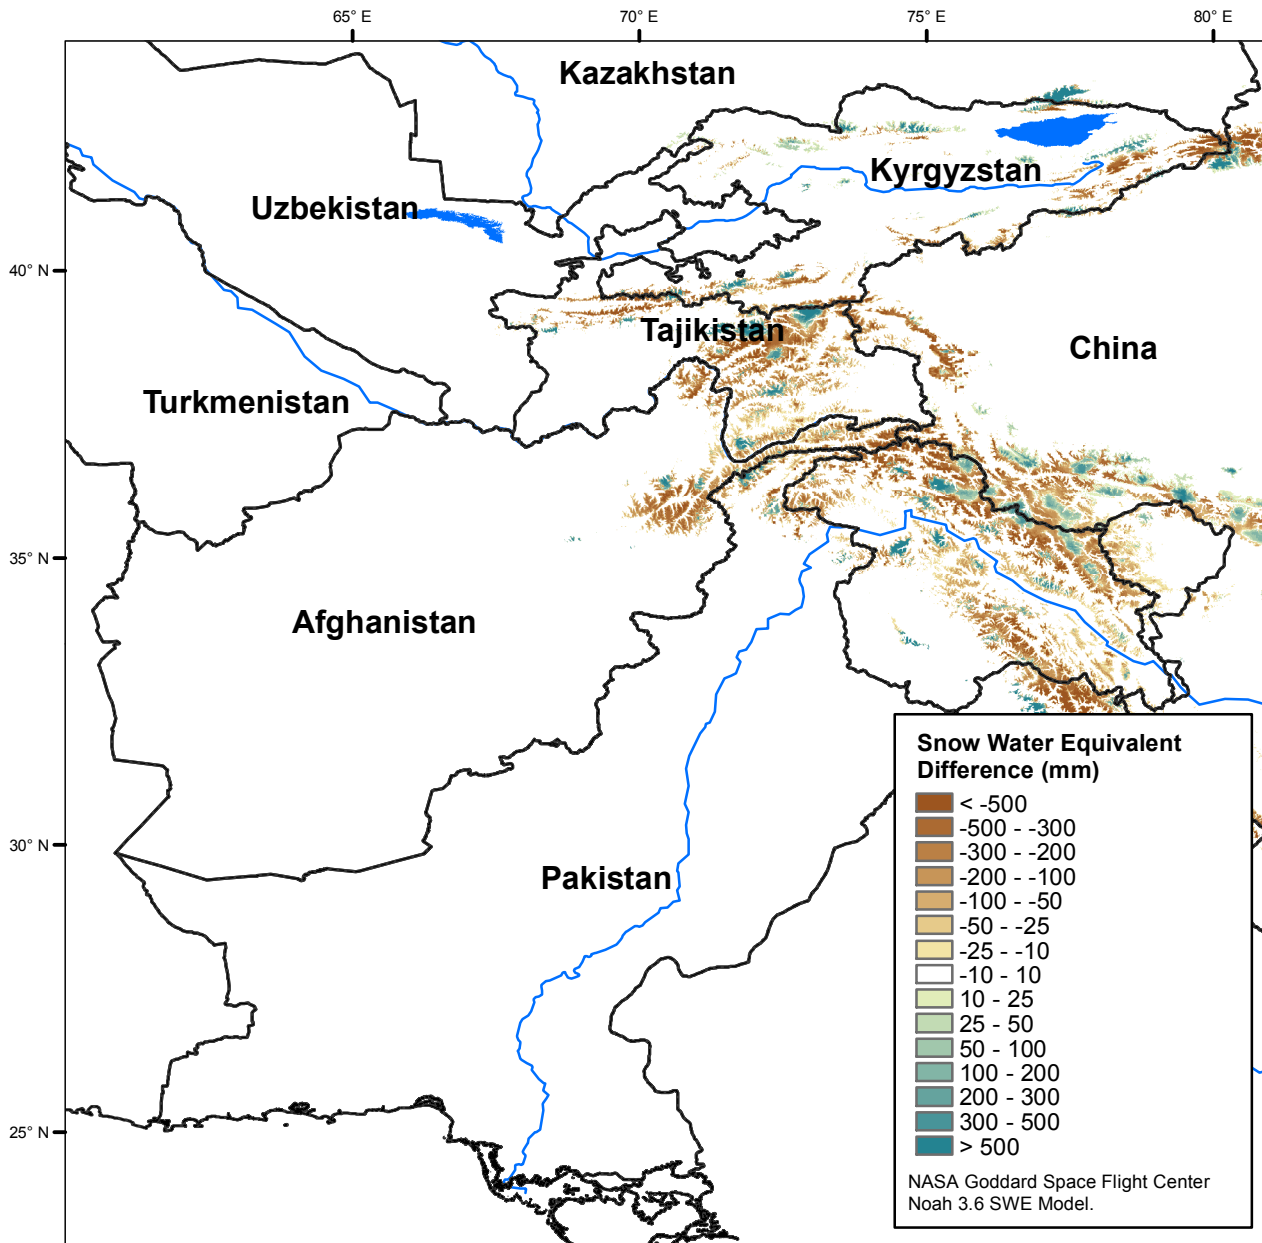 65° E
70° E
75° E
80° E
Kazakhstan
Kyrgyzstan
Uzbekistan
40° N
Tajikistan
China
Turkmenistan
35° N
Afghanistan
30° N
Pakistan
25° N
Snow Water Equivalent
Difference (mm)
< -500
-500 - -300
-300 - -200
-200 - -100
-100 - -50
-50 - -25
-25 - -10
-10 - 10
10 - 25
25 - 50
50 - 100
100 - 200
200 - 300
300 - 500
> 500
NASA Goddard Space Flight Center
Noah 3.6 SWE Model.